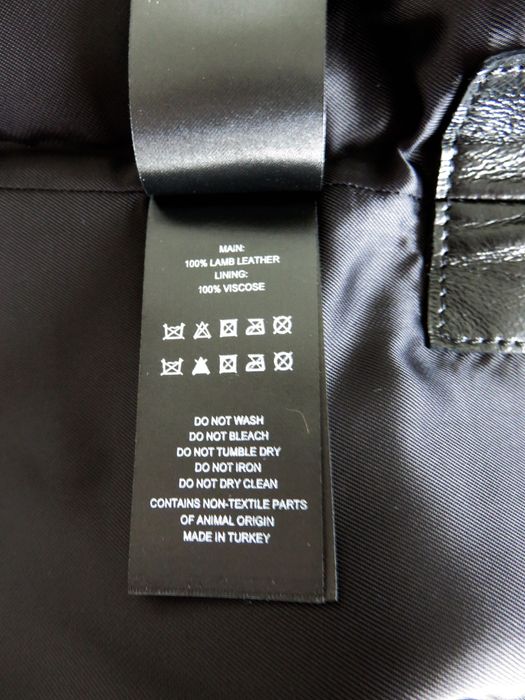 MAIN:
100% LAMB LEATHER
LINING:
100% VISCOSE
DO NOT WASH
DO NOT BLEACH
DO NOT TUMBLE DRY
DO NOT IRON
DO NOT DRY CLEAN
CONTAINS NON-TEXTILE PARTS
OF ANIMAL ORIGIN
MADE IN TURKEY